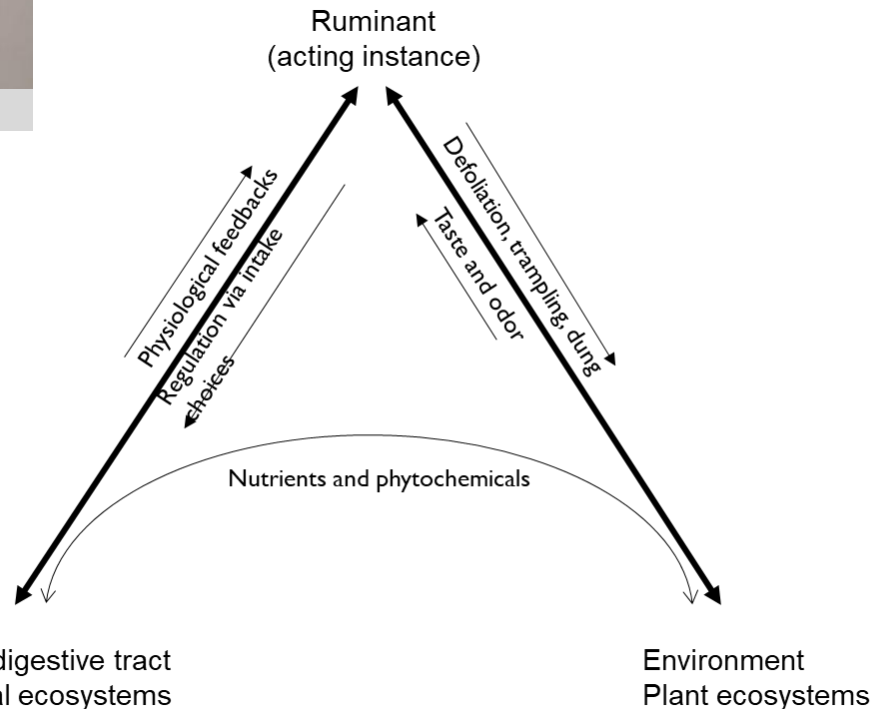 Ruminant
(acting instance)
Physiological feedbacks
Regulation via intake
choices
Defoliation, trampling, dung
Taste and odor
Nutrients and phytochemicals
digestive tract
ecosystems
Environment
Plant ecosystems